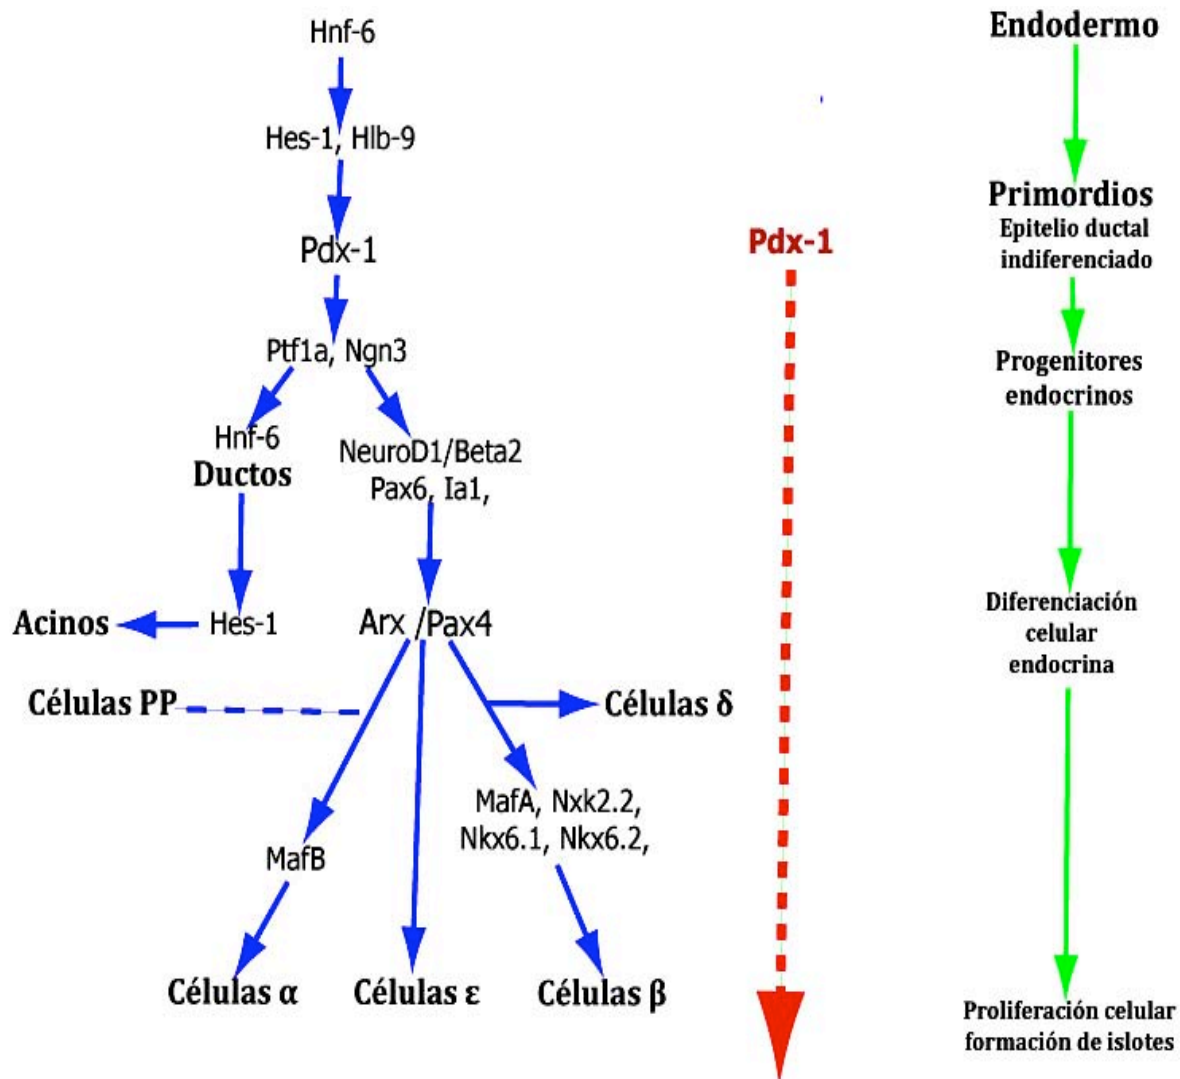 Hnf-6
Hes-1, Hlb-9
Pdx-1
Ptf1a, Ngn3
Hnf-6
Ductos
NeuroD1/Beta2
Pax6, Ia1,
Acinos
Hes-1
Arx /Pax4
Células PP
Células δ
MafA, Nxk2.2,
Nkx6.1, Nkx6.2,
MafB
Células α
Células ε
Células β
Pdx-1
Endodermo
Primordios
Epitelio ductal
indiferenciado
Progenitores
endocrinos
Diferenciación
celular
endocrina
Proliferación celular
formación de islotes